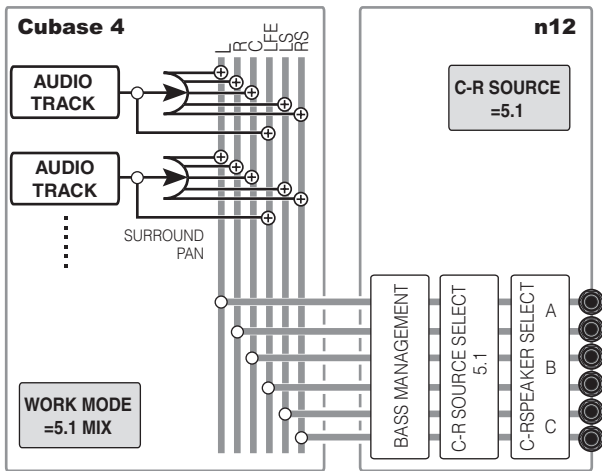 Cubase 4
n12
L
R
C
LFE
LS
RS
AUDIO
TRACK
C-R SOURCE
=5.1
AUDIO
TRACK
SURROUND
PAN
BASS MANAGEMENT
C-R SOURCE SELECT
5.1
C-RSPEAKER SELECT
A
B
C
WORK MODE
=5.1 MIX